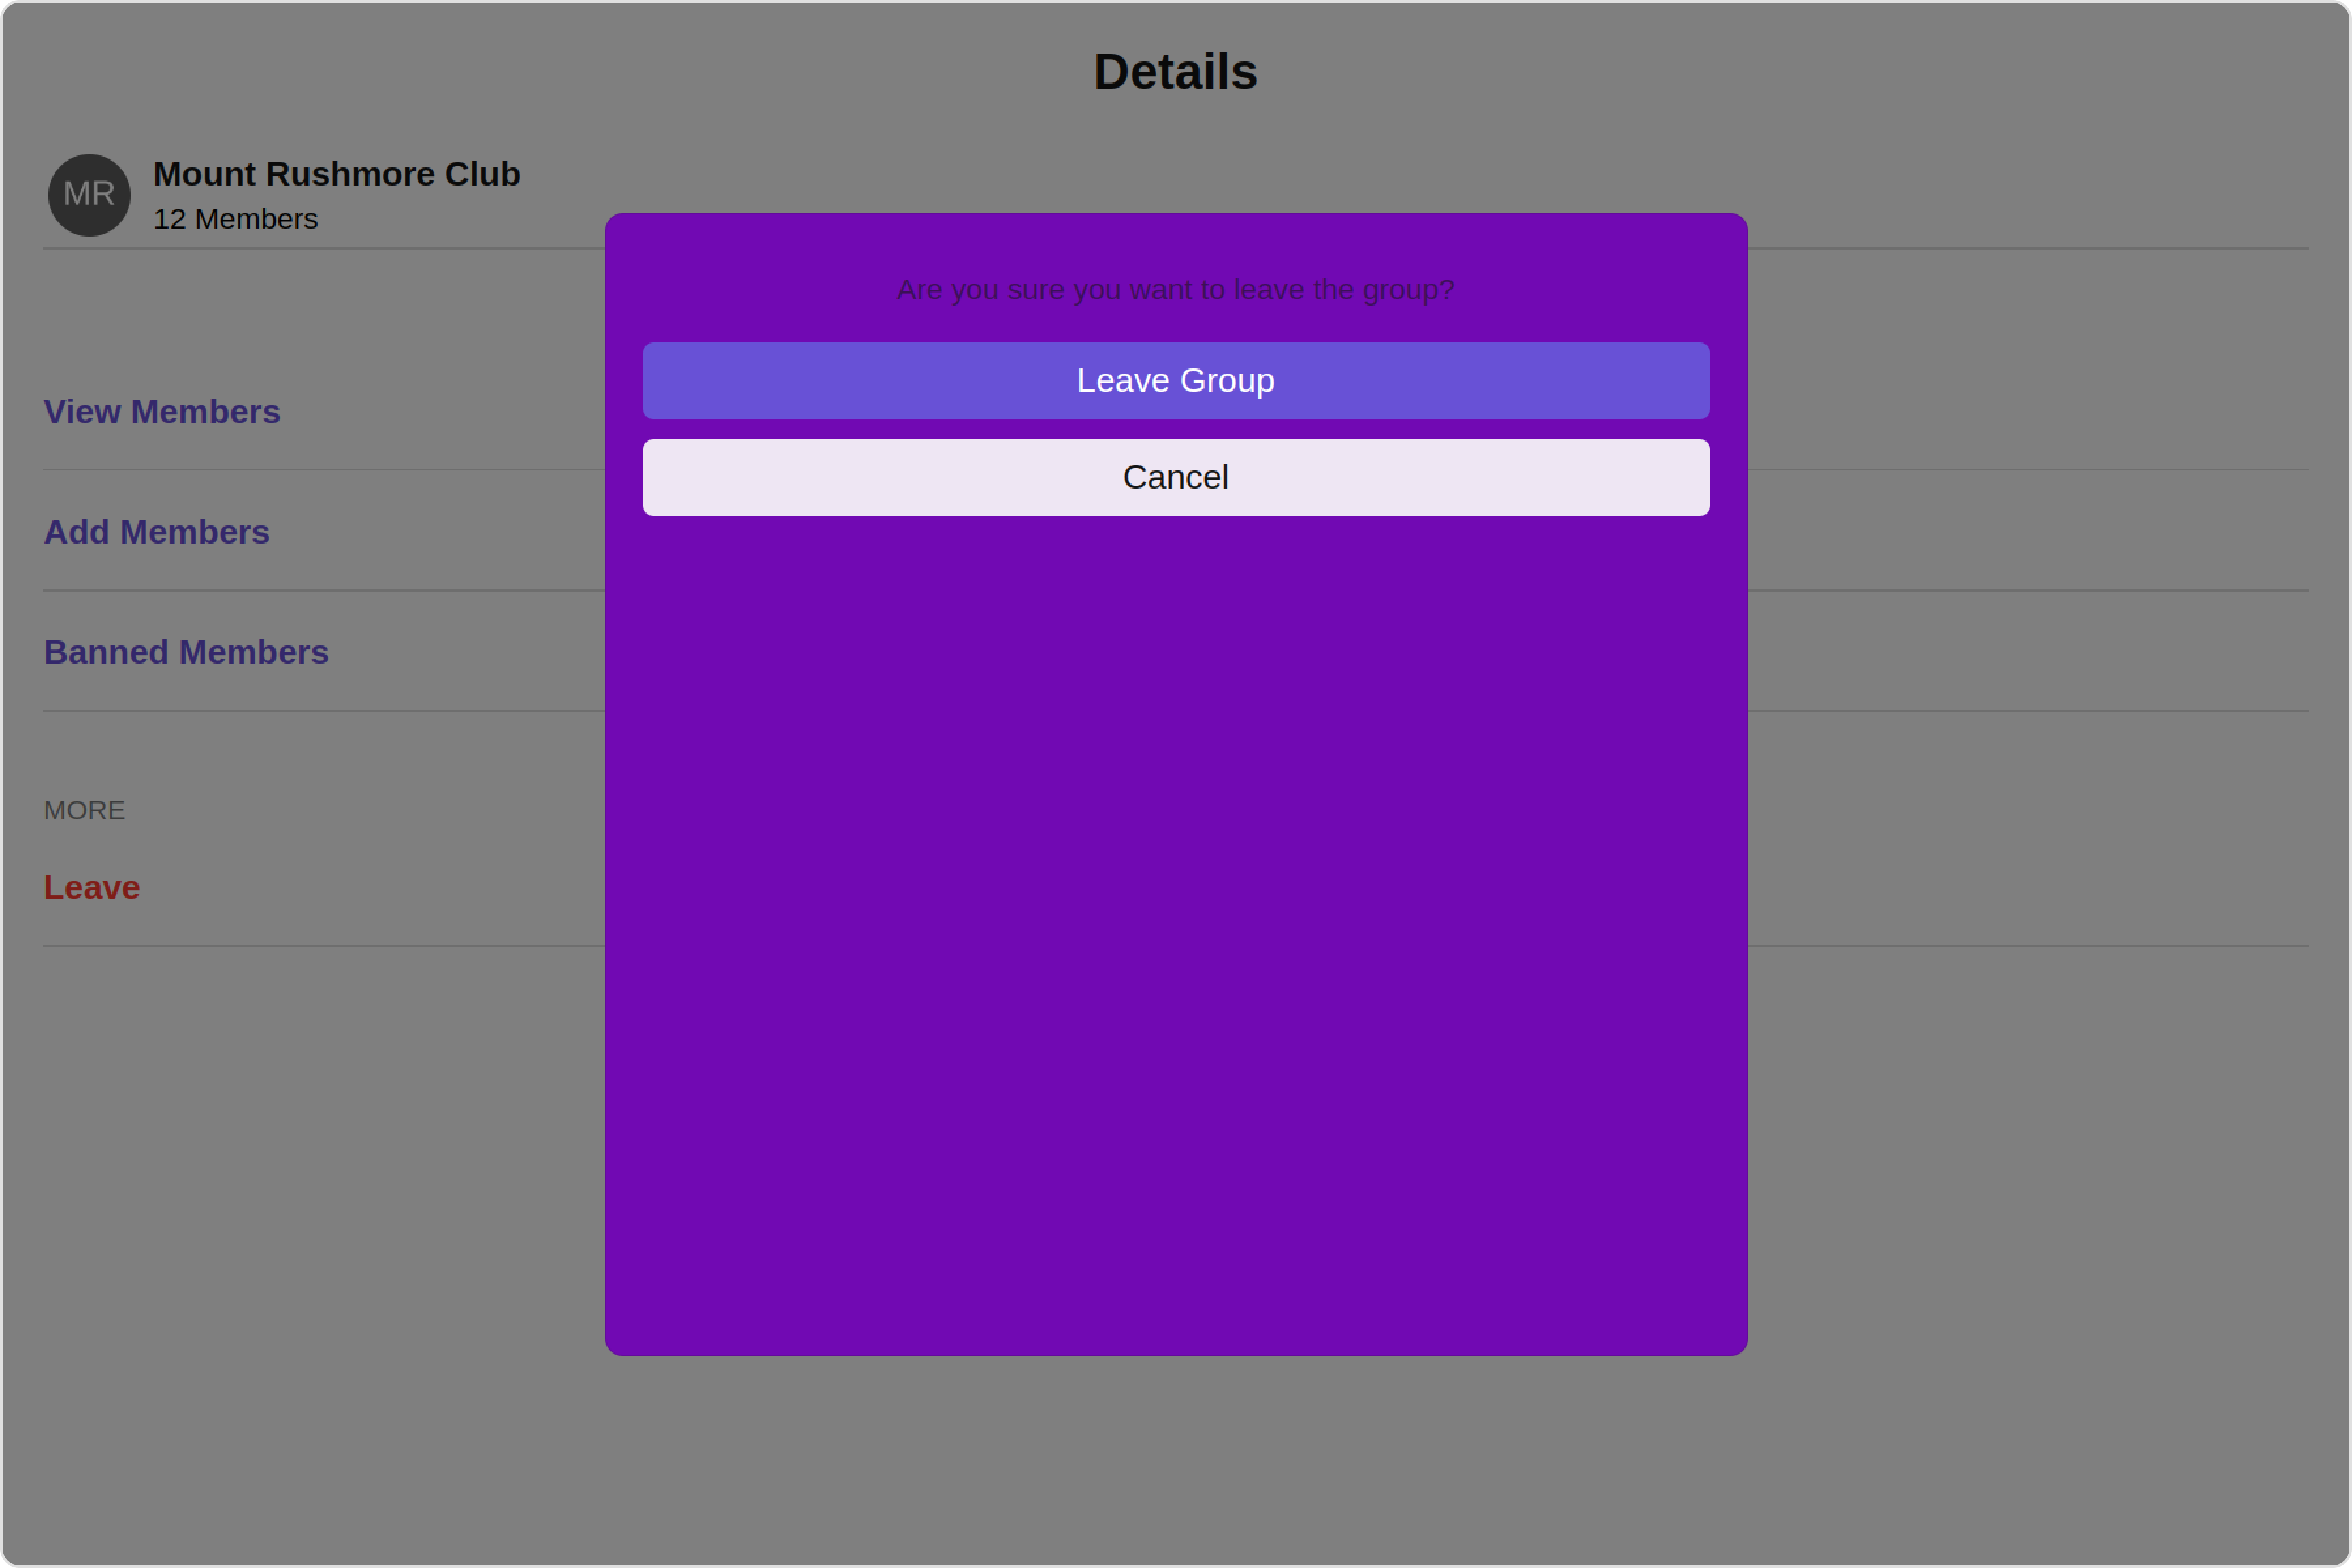 Details
MR
Mount Rushmore Club
12 Members
Are you sure you want to leave the group?
Leave Group
Cancel
View Members
Add Members
Banned Members
MORE
Leave